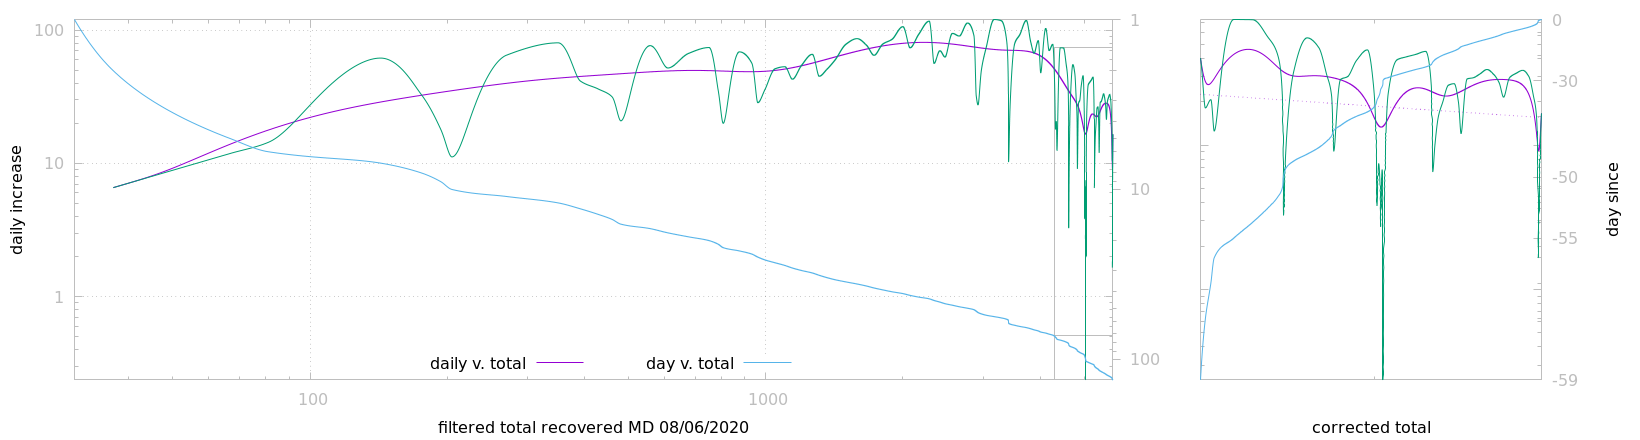 100
10
1
daily increase
1
10
100
daily v. total
day v. total
100
1000
filtered total recovered MD 08/06/2020
0
-30
-50
-55
-59
day since
corrected total